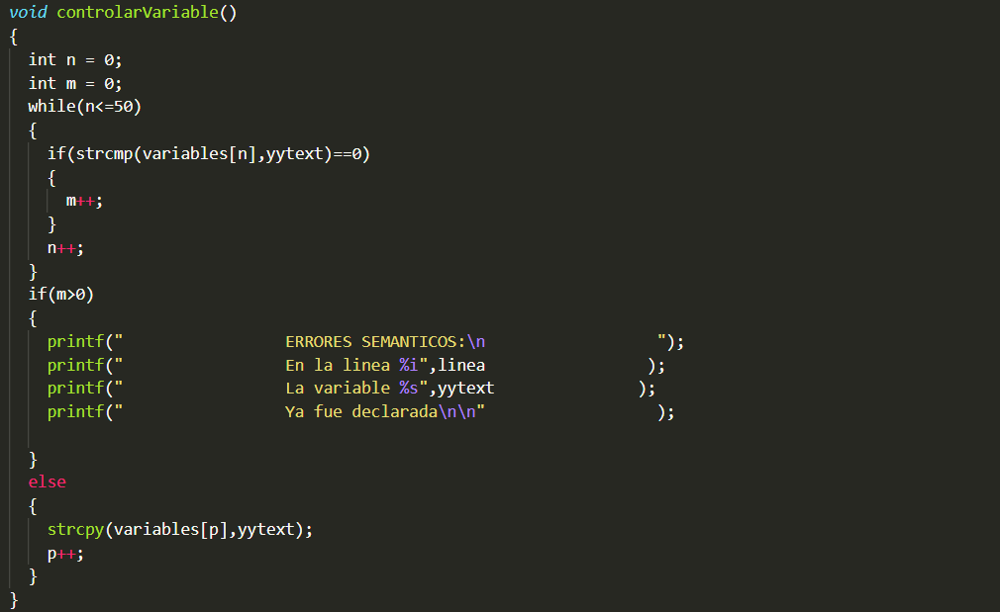 void controlarVariable()
{
  int n = 0;
  int m = 0;
  while(n<=50)
  {
    if(strcmp(variables[n],yytext)==0)
    {
      m++;
    }
    n++;
  }
  if(m>0)
  {
    printf("                 ERRORES SEMANTICOS:\n                  ");
    printf("                 En la linea %i",linea                 );
    printf("                 La variable %s",yytext               );
    printf("                 Ya fue declarada\n\n"                  );

  }
  else
  {
    strcpy(variables[p],yytext);
    p++;
  }
}